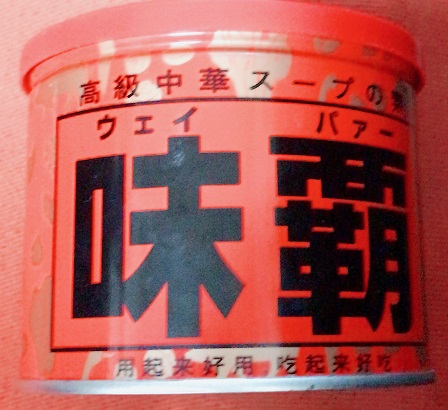 高級中華スープの素
ウェイ パァー
味覇
用起来好用 吃起来好吃